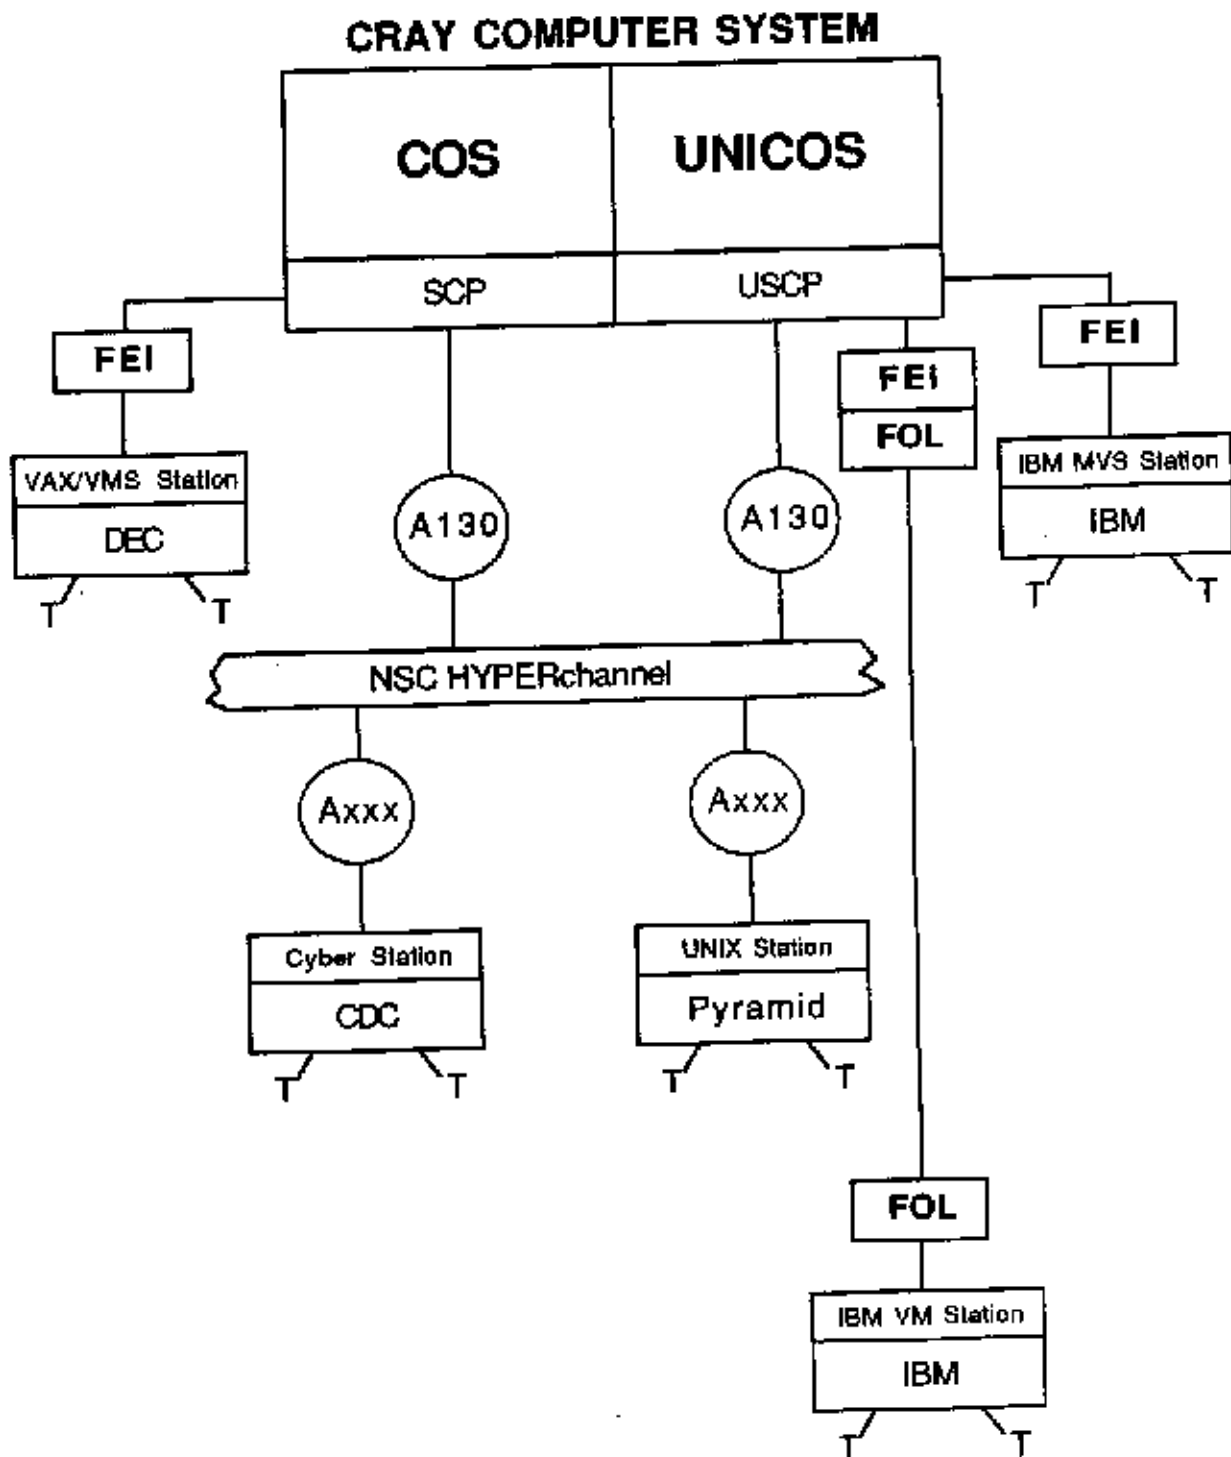 CRAY COMPUTER SYSTEM
COS
UNICOS
SCP
USCP
FEI
FEI
FOL
FEI
VAX/VMS Station
DEC
T
T
A130
A130
IBM MVS Station
IBM
T
T
NSC HYPERchannel
Axxx
Axxx
Cyber Station
CDC
T
T
UNIX Station
Pyramid
T
T
FOL
IBM VM Station
IBM
T
T